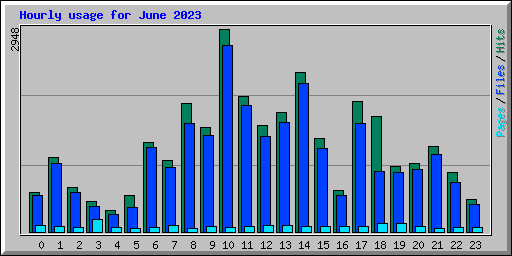 Hourly usage for June 2023
2948
Pages/Files/Hits
0 1 2 3 4 5 6 7 8 9 10 11 12 13 14 15 16 17 18 19 20 21 22 23